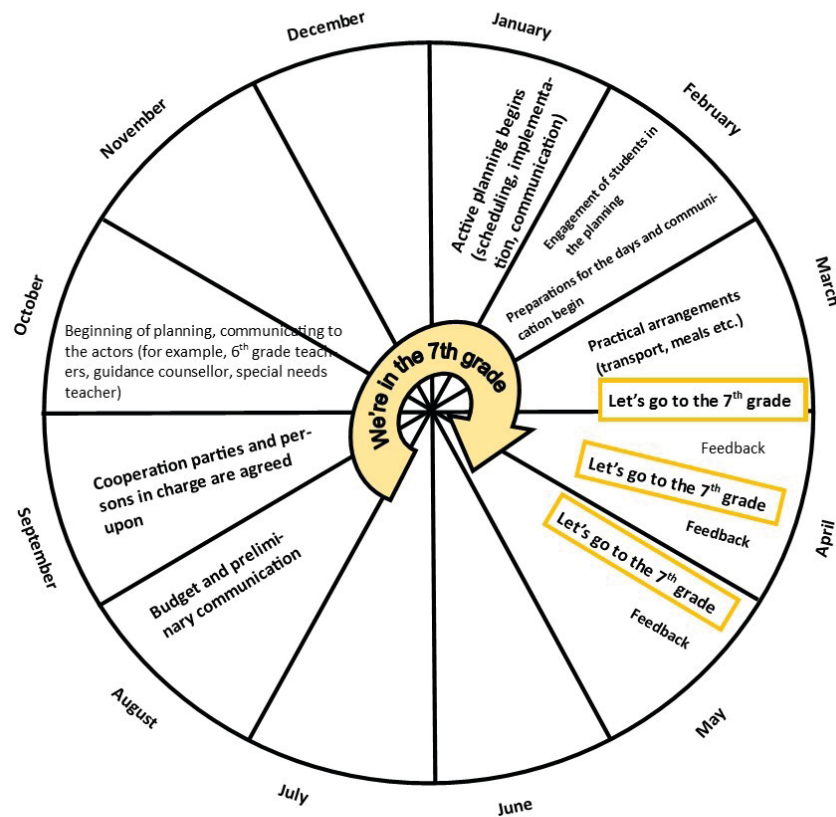 January
February
March
April
May
June
July
August
September
October
November
December
Active planning begins
(scheduling, implementa-
tion, communication)
Engagement of students in
the planning
Preparations for the days and communi-
cation begin
Practical arrangements
(transport, meals etc.)
Let's go to the 7th grade
Feedback
Let's go to the 7th grade
Feedback
Let's go to the 7th grade
Feedback
Budget and prelimi-
nary communication
Cooperation parties and per-
sons in charge are agreed
upon
Beginning of planning, communicating to
the actors (for example, 6th grade teach-
ers, guidance counsellor, special needs
teacher)
We're in the 7th grade